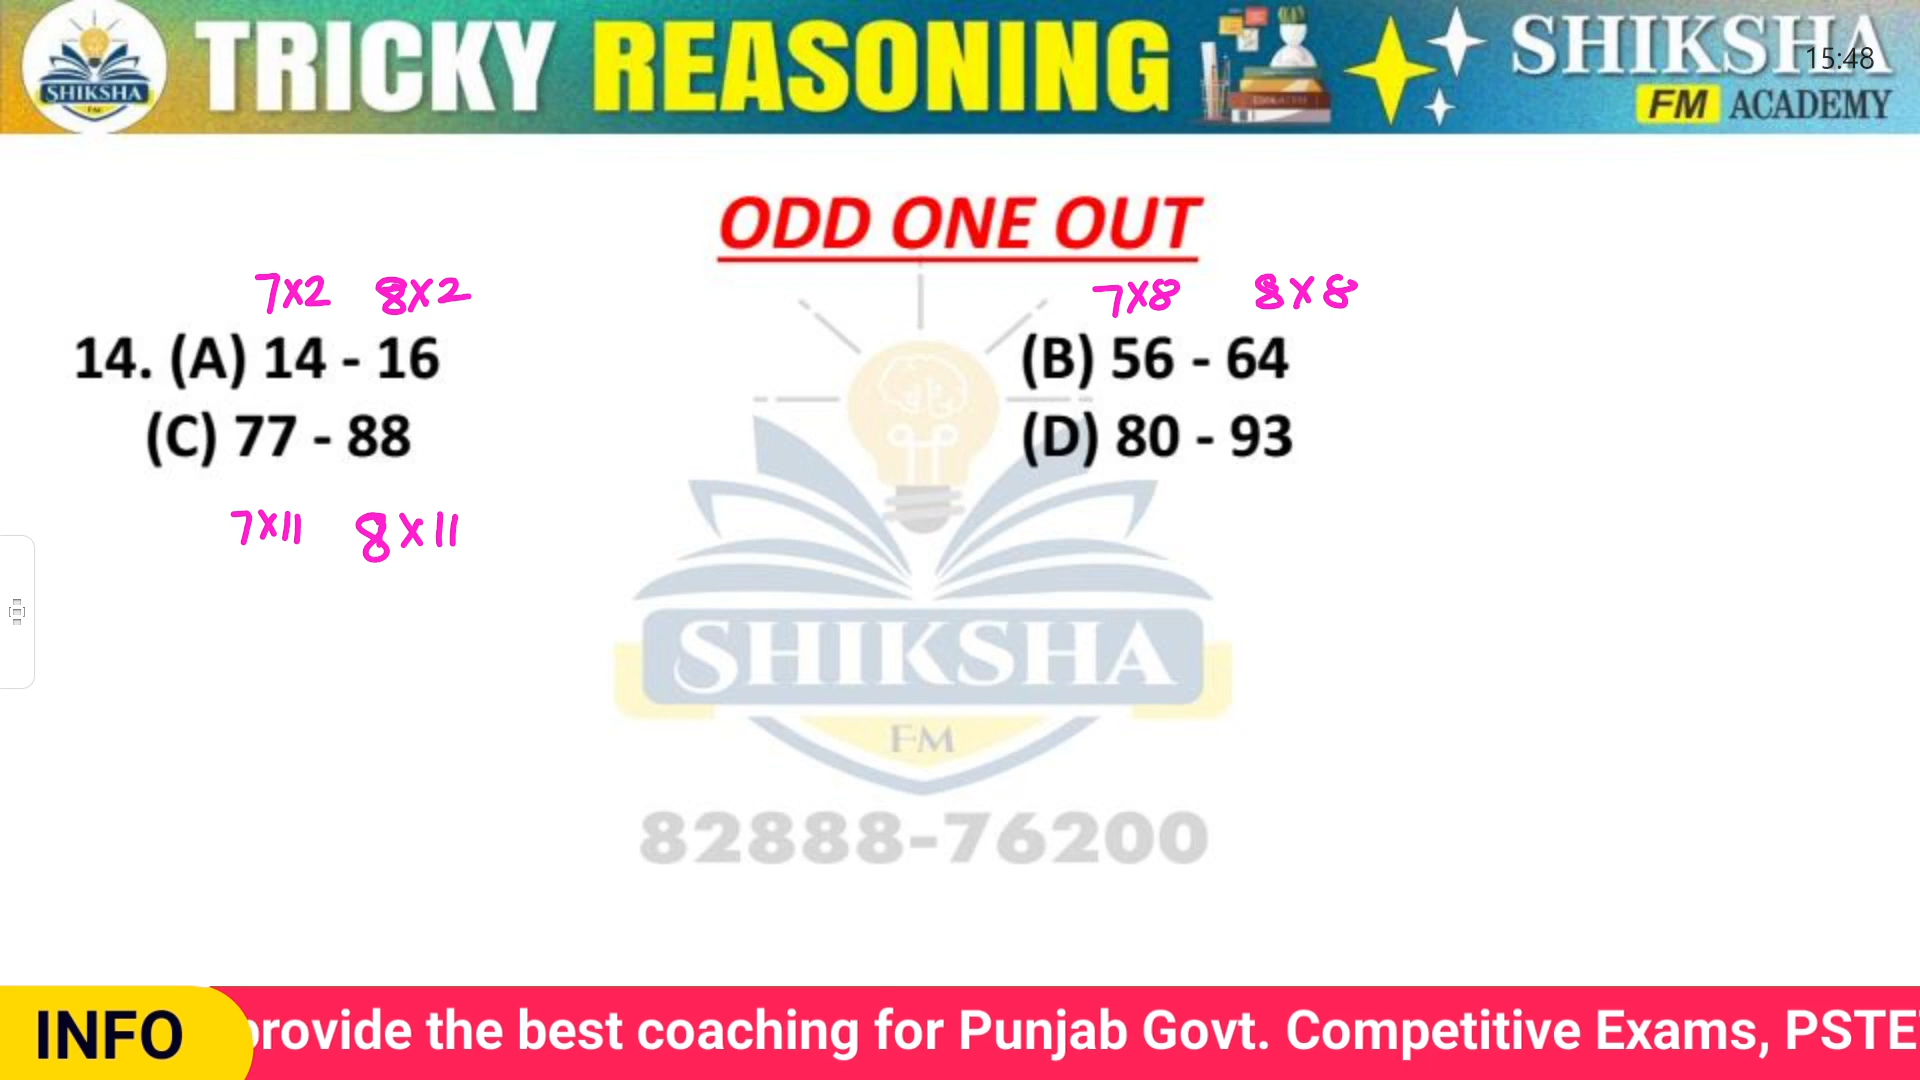 SHIKSHA
FM
TRICKY REASONING
SHIKSHA
15:48
FM ACADEMY
ODD ONE OUT
7x2 8x2
7x8 8x8
14. (A) 14 - 16
(B) 56 - 64
(C) 77 - 88
(D) 80 - 93
7x11 8x11
SHIKSHA
FM
82888-76200
INFO
provide the best coaching for Punjab Govt. Competitive Exams, PSTE